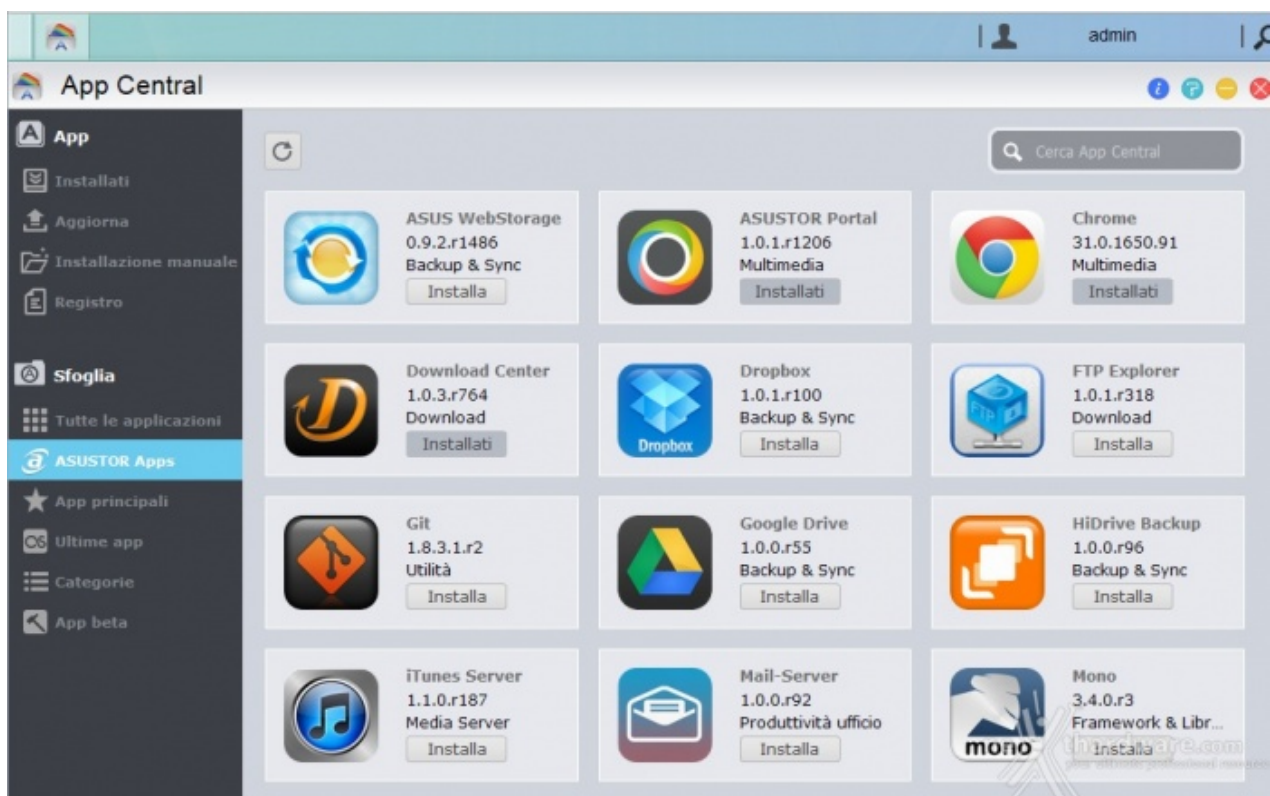 admin
App Central
App
Installati
Aggiorna
Installazione manuale
Registro
Sfoglia
Tutte le applicazioni
ASUSTOR Apps
App principali
Ultime app
Categorie
App beta
Cerca App Central
ASUS WebStorage
0.9.2.r1486
Backup & Sync
Installa
ASUSTOR Portal
1.0.1.r1206
Multimedia
Installati
Chrome
31.0.1650.91
Multimedia
Installati
Download Center
1.0.3.r764
Download
Installati
Dropbox
Dropbox
1.0.1.r100
Backup & Sync
Installa
FTP
FTP Explorer
1.0.1.r318
Download
Installa
Git
1.8.3.1.r2
Utilità
Installa
Google Drive
1.0.0.r55
Backup & Sync
Installa
HiDrive Backup
1.0.0.r96
Backup & Sync
Installa
iTunes Server
1.1.0.r187
Media Server
Installa
Mail-Server
1.0.0.r92
Produttività ufficio
Installa
mono
Mono
3.4.0.r3
Framework & Libr...
Installa